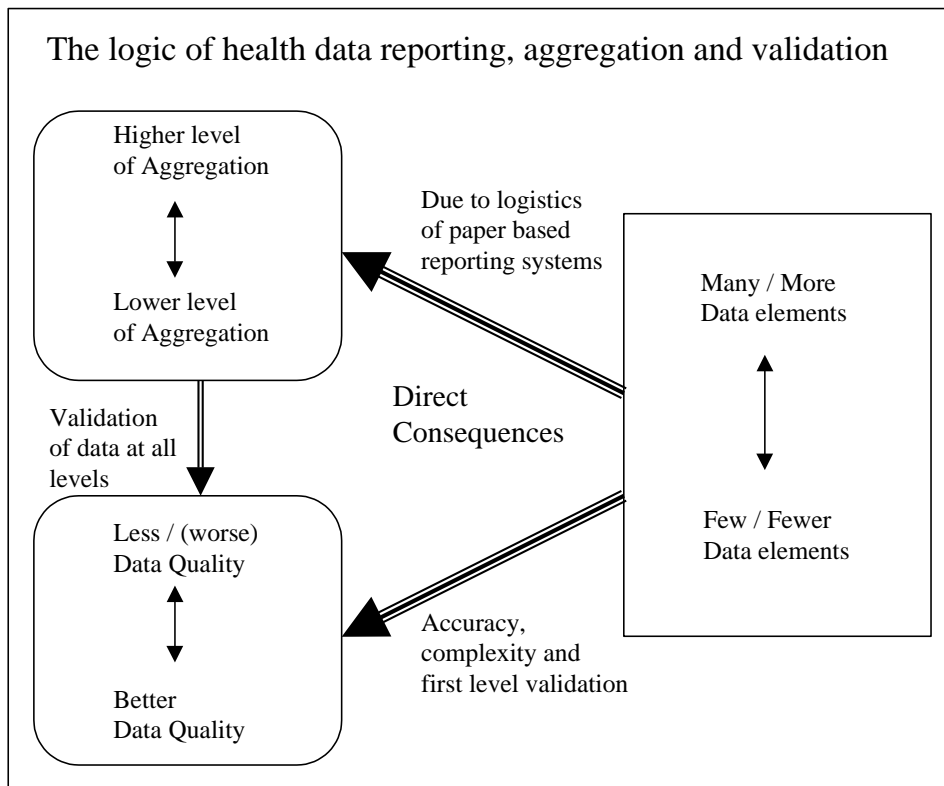 The logic of health data reporting, aggregation and validation
Higher level
of Aggregation
Lower level
of Aggregation
Due to logistics
of paper based
reporting systems
Many / More
Data elements
Few / Fewer
Data elements
Direct
Consequences
Validation
of data at all
levels
Less / (worse)
Data Quality
Better
Data Quality
Accuracy,
complexity and
first level validation